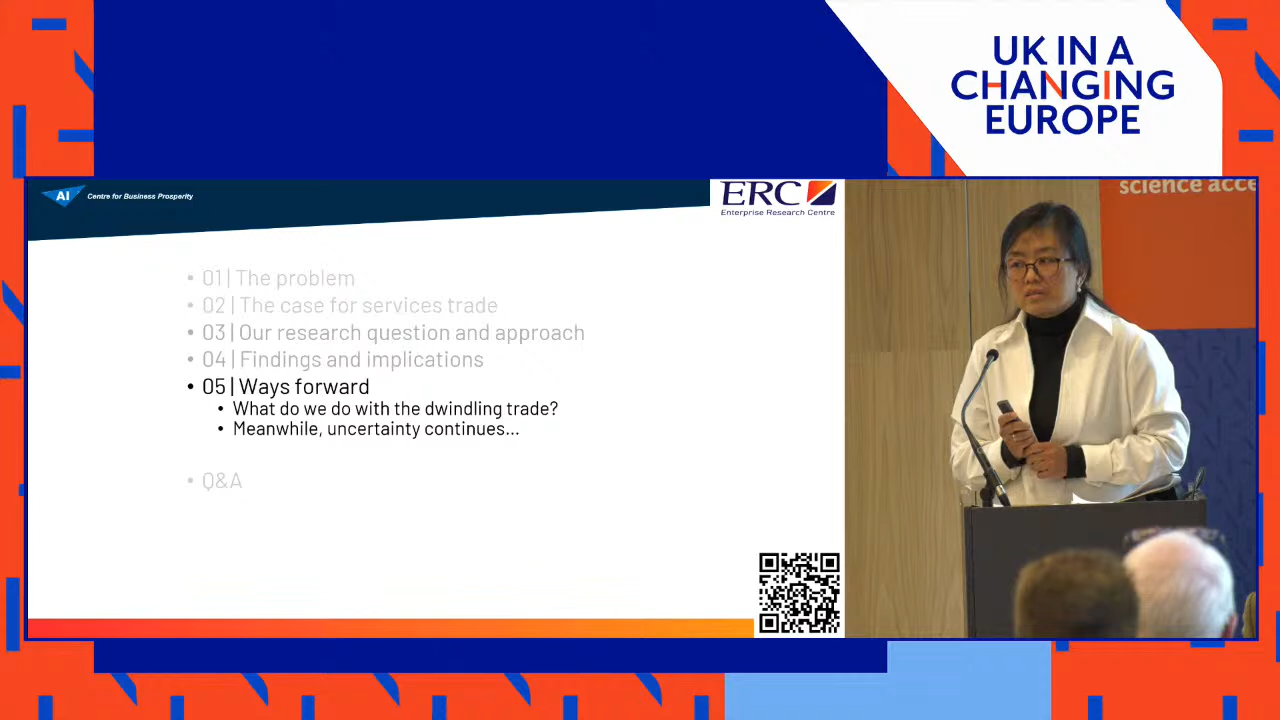 UK IN A
CHANGING
EUROPE
AI
Centre for Business Prosperity
ERC
Enterprise Research Centre
science acce
• 01 | The problem
• 02 | The case for services trade
• 03 | Our research question and approach
• 04 | Findings and implications
• 05 | Ways forward
• What do we do with the dwindling trade?
• Meanwhile, uncertainty continues...
• Q&A